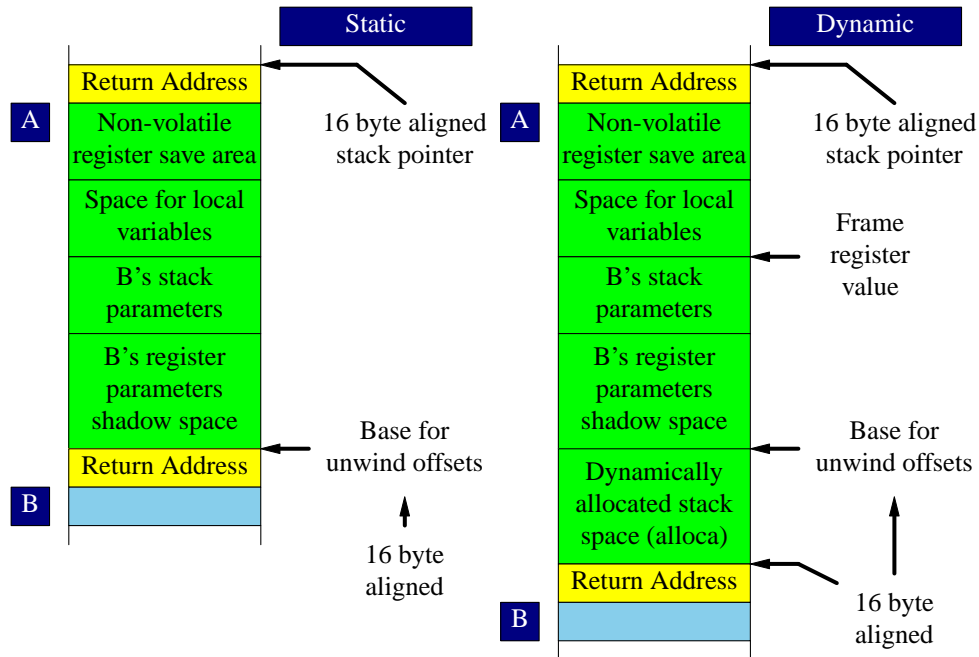 Static
Return Address
A
Non-volatile
register save area
16 byte aligned
stack pointer
Space for local
variables
B's stack
parameters
B's register
parameters
shadow space
Base for
unwind offsets
Return Address
B
16 byte
aligned
Dynamic
Return Address
A
Non-volatile
register save area
16 byte aligned
stack pointer
Space for local
variables
Frame
register
value
B's stack
parameters
B's register
parameters
shadow space
Base for
unwind offsets
Dynamically
allocated stack
space (alloca)
Return Address
B
16 byte
aligned